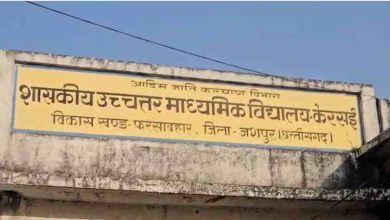 आदिम जाति कल्याण विभाग
शासकीय उच्चतर माध्यमिक विद्यालय-केरसई
विकास खण्ड-फरसाबहार, जिला-जशपुर (छत्तीसगढ़)